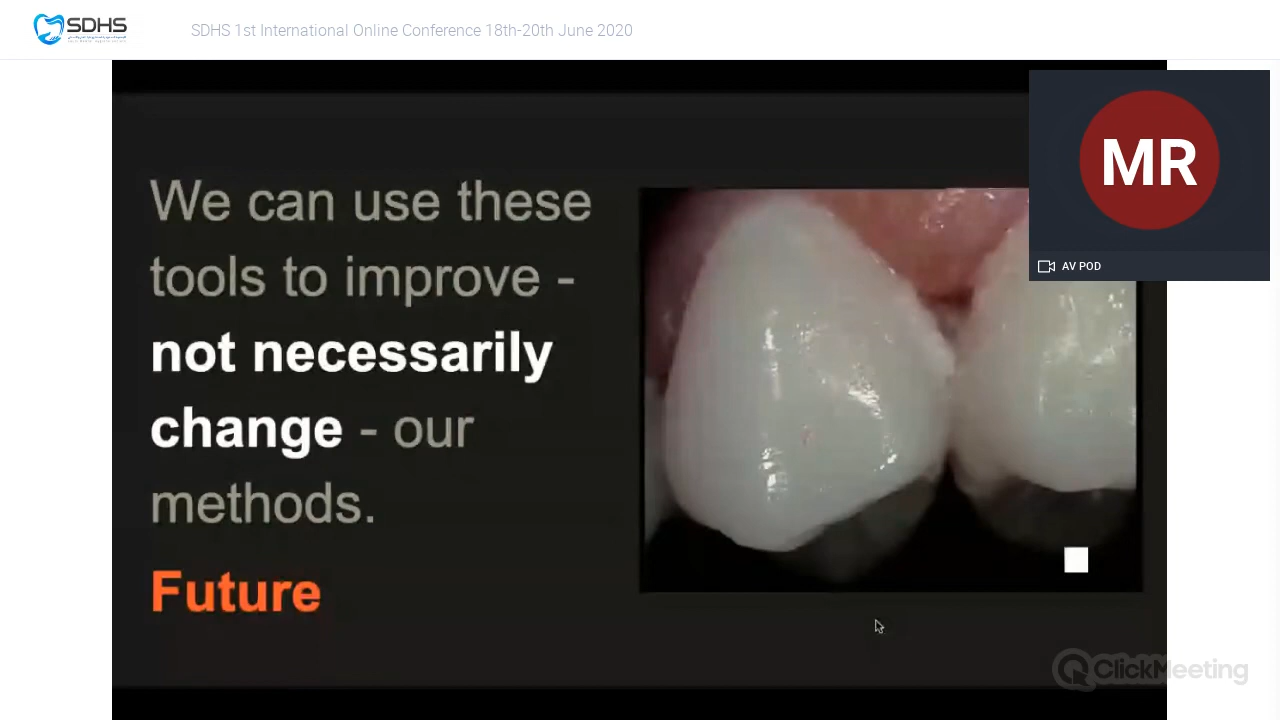 SDHS
SDHS 1st International Online Conference 18th-20th June 2020
We can use these
tools to improve -
not necessarily
change - our
methods.
Future
MR
AV POD
ClickMeeting